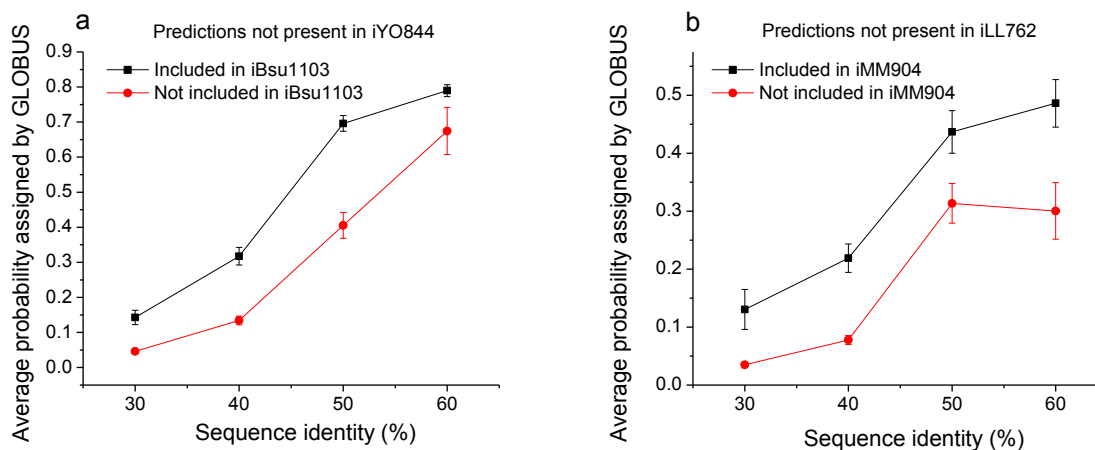 a
Predictions not present in iYO844
Included in iBsu1103
Not included in iBsu1103
Average probability assigned by GLOBUS
0.9
0.8
0.7
0.6
0.5
0.4
0.3
0.2
0.1
0.0
30 40 50 60
Sequence identity (%)
b
Predictions not present in iLL762
Included in iMM904
Not included in iMM904
Average probability assigned by GLOBUS
0.5
0.4
0.3
0.2
0.1
0.0
30 40 50 60
Sequence identity (%)